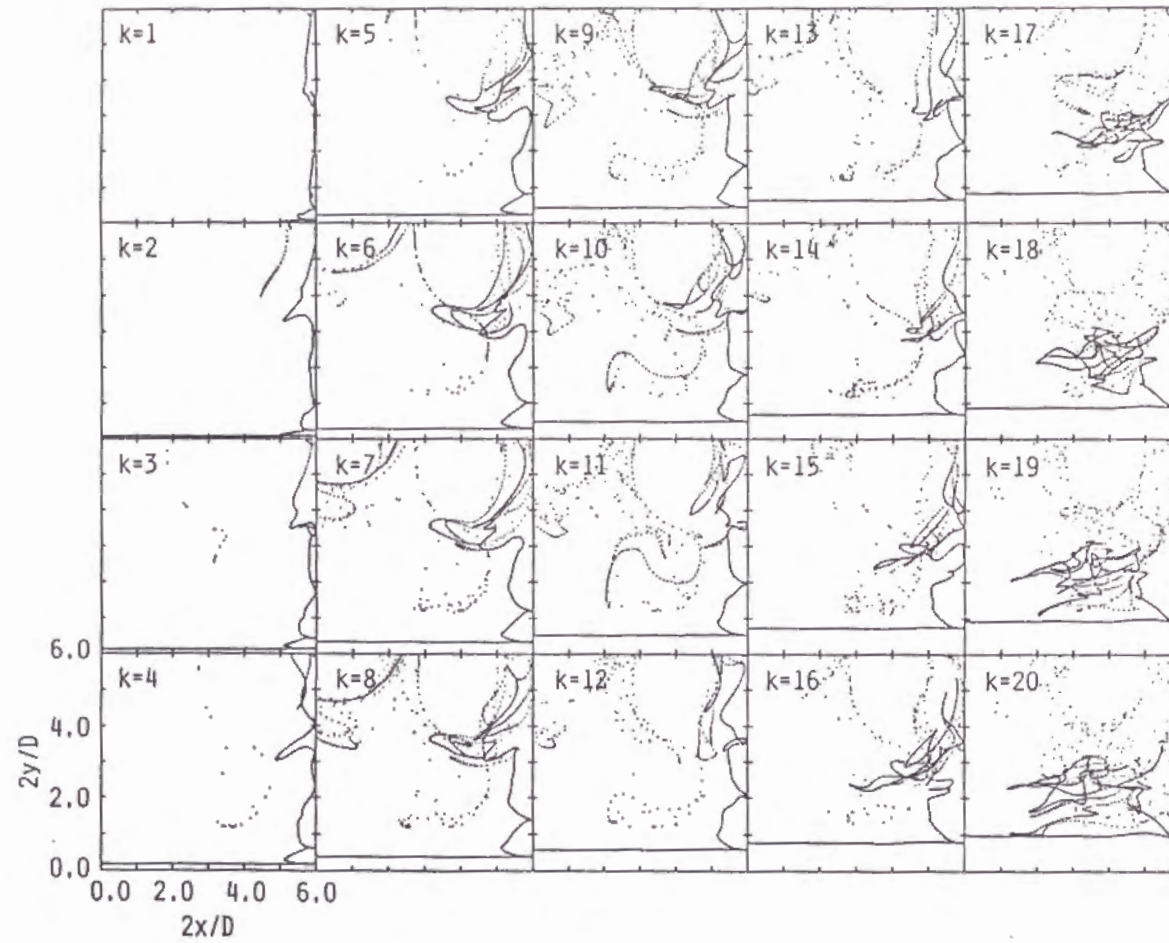 k=1 k=5 k=9 k=13 k=17
k=2 k=6 k=10 k=14 k=18
k=3 k=7 k=11 k=15 k=19
6.0
k=4 k=8 k=12 k=16 k=20
4.0
2y/D
2.0
0.0
0.0 2.0 4.0 6.0
2x/D